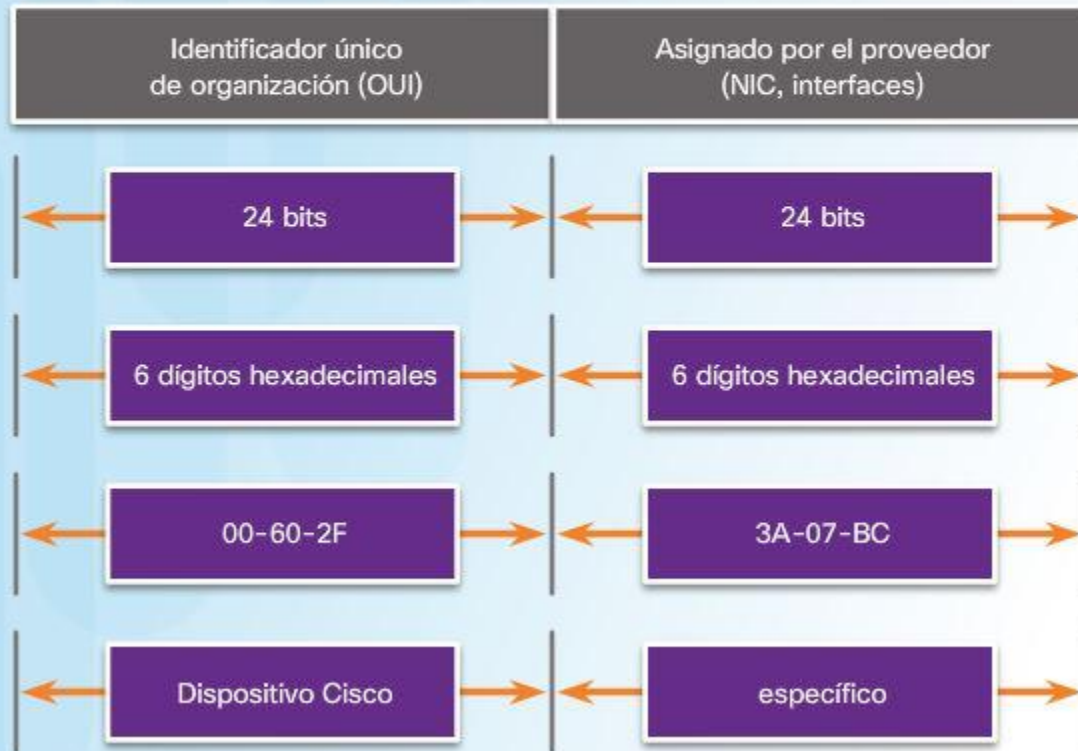 Identificador único
de organización (OUI)
Asignado por el proveedor
(NIC, interfaces)
24 bits
24 bits
6 dígitos hexadecimales
6 dígitos hexadecimales
00-60-2F
3A-07-BC
Dispositivo Cisco
específico